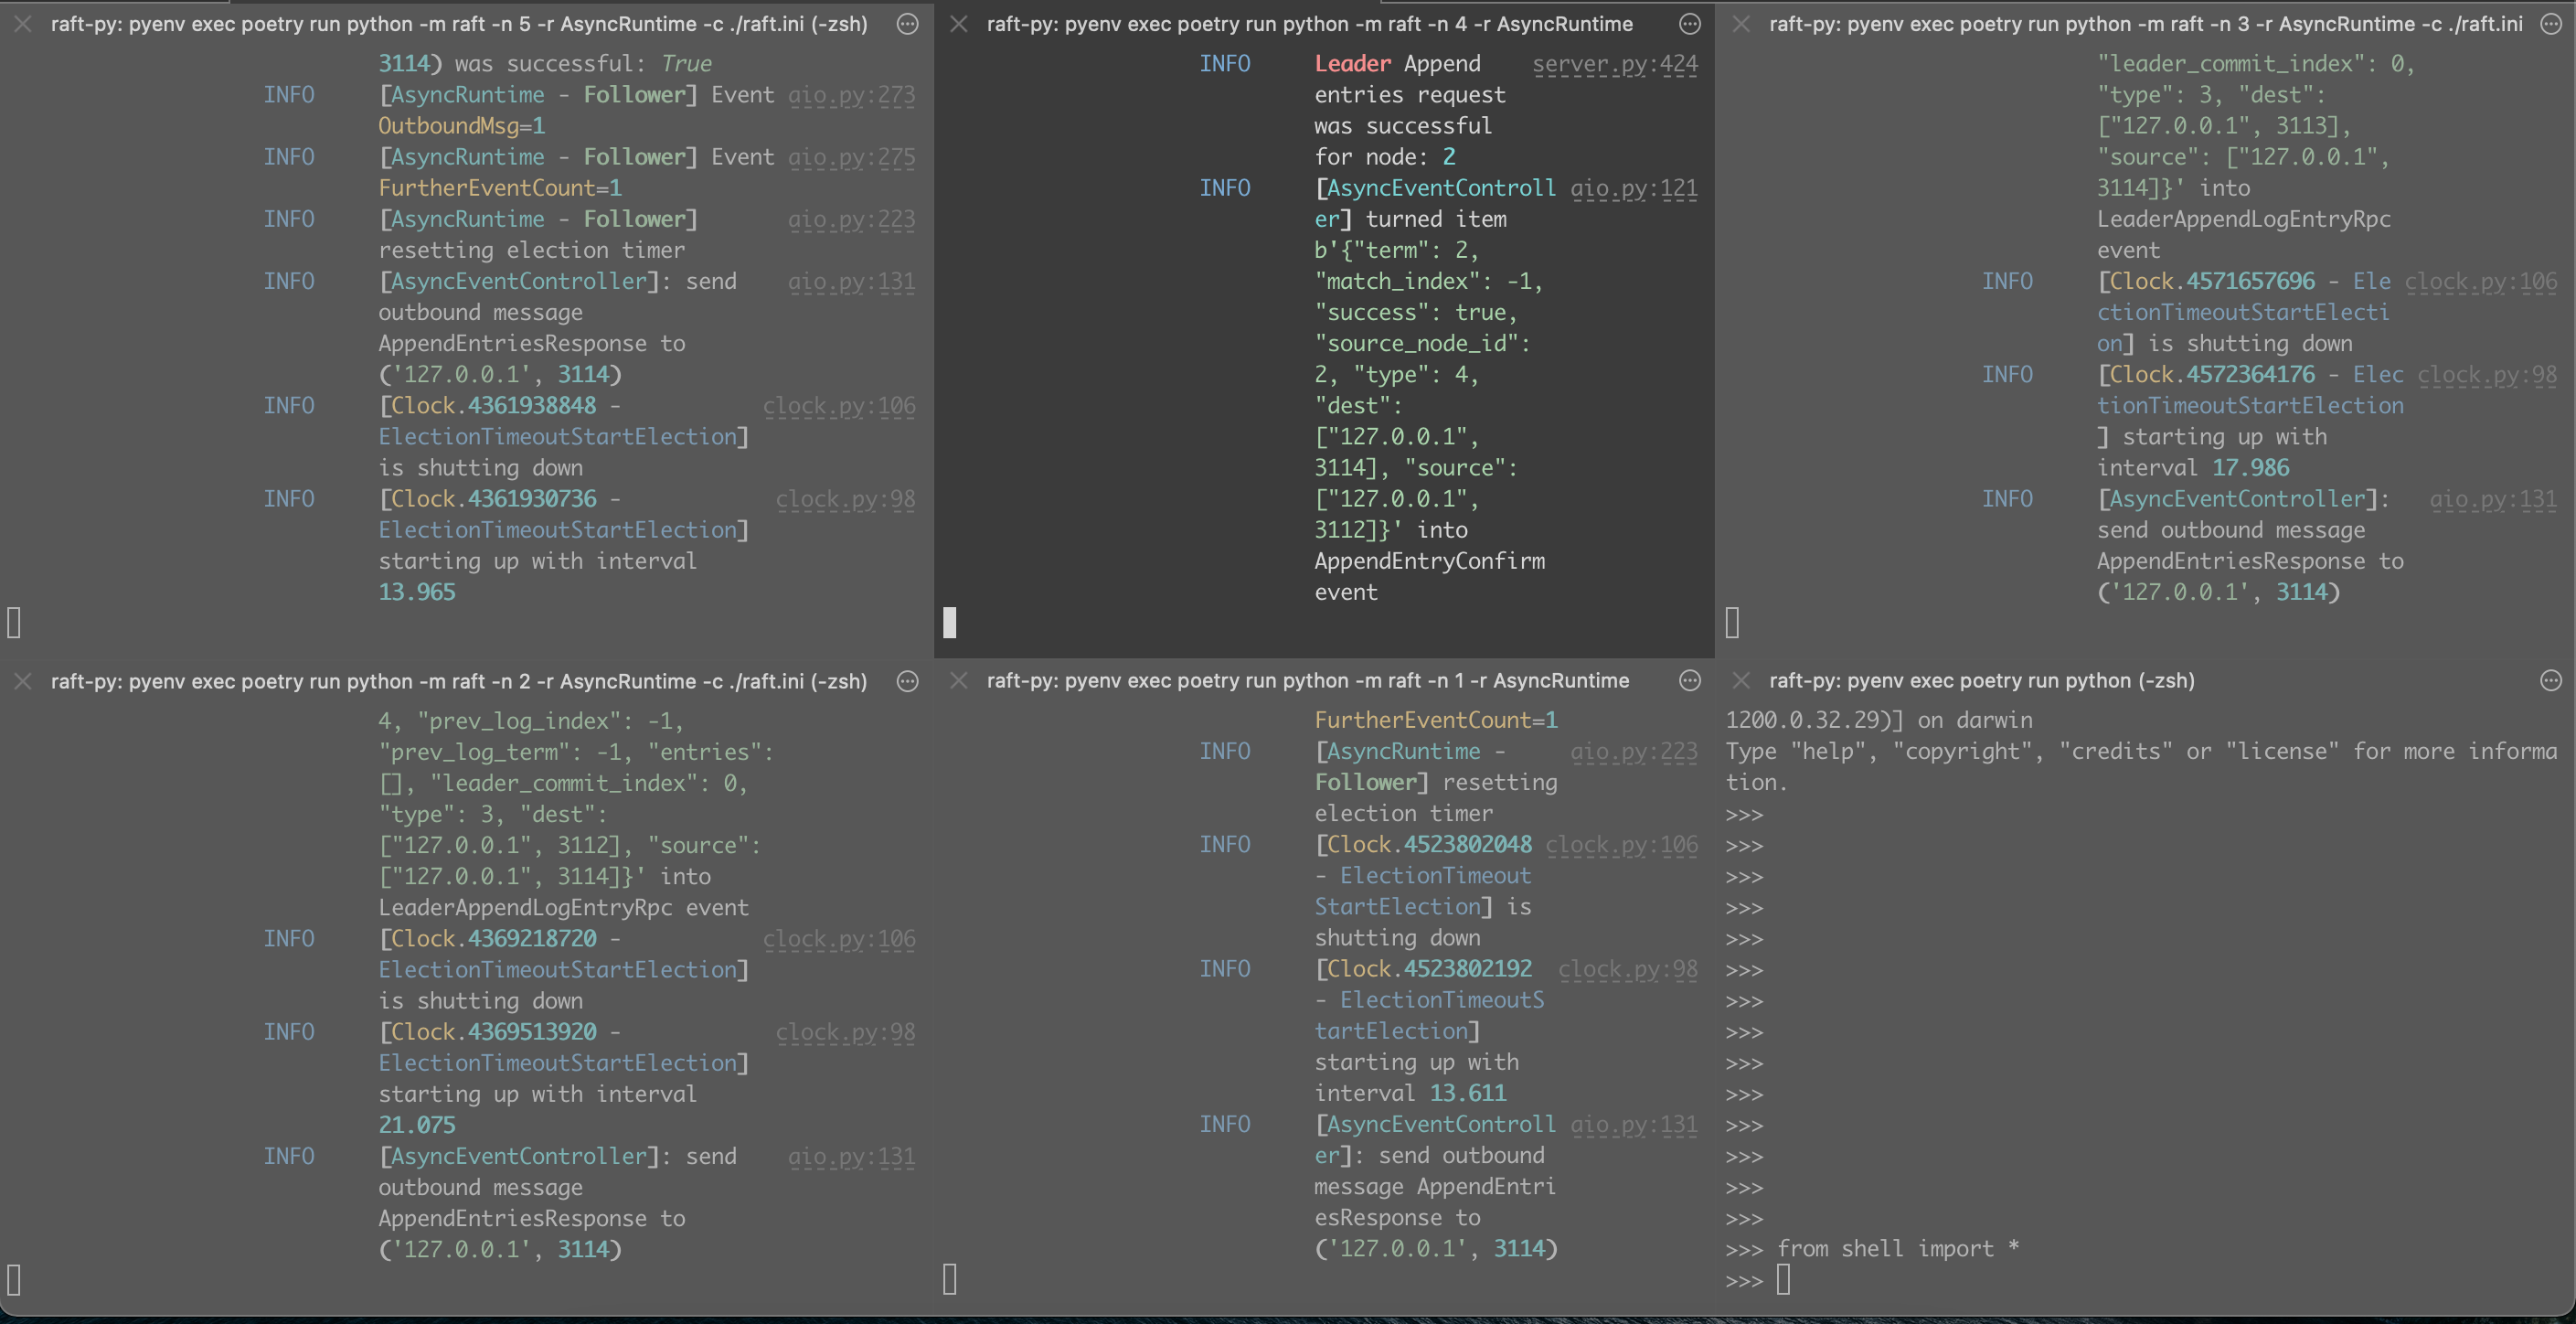 raft-py: pyenv exec poetry run python -m raft -n 5 -r AsyncRuntime -c ./raft.ini (-zsh)
3114) was successful: True
INFO [AsyncRuntime - Follower] Event aio.py:273
OutboundMsg=1
INFO [AsyncRuntime - Follower] Event aio.py:275
FurtherEventCount=1
INFO [AsyncRuntime - Follower] aio.py:223
resetting election timer
INFO [AsyncEventController]: send aio.py:131
outbound message
AppendEntriesResponse to
('127.0.0.1', 3114)
INFO [Clock.4361938848 - clock.py:106
ElectionTimeoutStartElection]
is shutting down
INFO [Clock.4361930736 - clock.py:98
ElectionTimeoutStartElection]
starting up with interval
13.965
raft-py: pyenv exec poetry run python -m raft -n 4 -r AsyncRuntime
INFO Leader Append server.py:424
entries request
was successful
for node: 2
INFO [AsyncEventControll aio.py:121
er] turned item
b'{"term": 2,
"match_index": -1,
"success": true,
"source_node_id":
2, "type": 4,
"dest":
["127.0.0.1",
3114], "source":
["127.0.0.1",
3112]}' into
AppendEntryConfirm
event
raft-py: pyenv exec poetry run python -m raft -n 3 -r AsyncRuntime -c ./raft.ini
"leader_commit_index": 0,
"type": 3, "dest":
["127.0.0.1", 3113],
"source": ["127.0.0.1",
3114]}' into
LeaderAppendLogEntryRpc
event
INFO [Clock.4571657696 - Ele clock.py:106
ctionTimeoutStartElecti
on] is shutting down
INFO [Clock.4572364176 - Elec clock.py:98
tionTimeoutStartElection
] starting up with
interval 17.986
INFO [AsyncEventController]: aio.py:131
send outbound message
AppendEntriesResponse to
('127.0.0.1', 3114)
raft-py: pyenv exec poetry run python -m raft -n 2 -r AsyncRuntime -c ./raft.ini (-zsh)
4, "prev_log_index": -1,
"prev_log_term": -1, "entries":
[], "leader_commit_index": 0,
"type": 3, "dest":
["127.0.0.1", 3112], "source":
["127.0.0.1", 3114]}' into
LeaderAppendLogEntryRpc event
INFO [Clock.4369218720 - clock.py:106
ElectionTimeoutStartElection]
is shutting down
INFO [Clock.4369513920 - clock.py:98
ElectionTimeoutStartElection]
starting up with interval
21.075
INFO [AsyncEventController]: send aio.py:131
outbound message
AppendEntriesResponse to
('127.0.0.1', 3114)
raft-py: pyenv exec poetry run python -m raft -n 1 -r AsyncRuntime
FurtherEventCount=1
INFO [AsyncRuntime - aio.py:223
Follower] resetting
election timer
INFO [Clock.4523802048 clock.py:106
- ElectionTimeout
StartElection] is
shutting down
INFO [Clock.4523802192 clock.py:98
- ElectionTimeoutS
tartElection]
starting up with
interval 13.611
INFO [AsyncEventControll aio.py:131
er]: send outbound
message AppendEntri
esResponse to
('127.0.0.1', 3114)
raft-py: pyenv exec poetry run python (-zsh)
1200.0.32.29)] on darwin
Type "help", "copyright", "credits" or "license" for more informa
tion.
>>>
>>>
>>>
>>>
>>>
>>>
>>>
>>>
>>>
>>>
>>>
>>>
>>>
>>>
>>> from shell import *
>>>